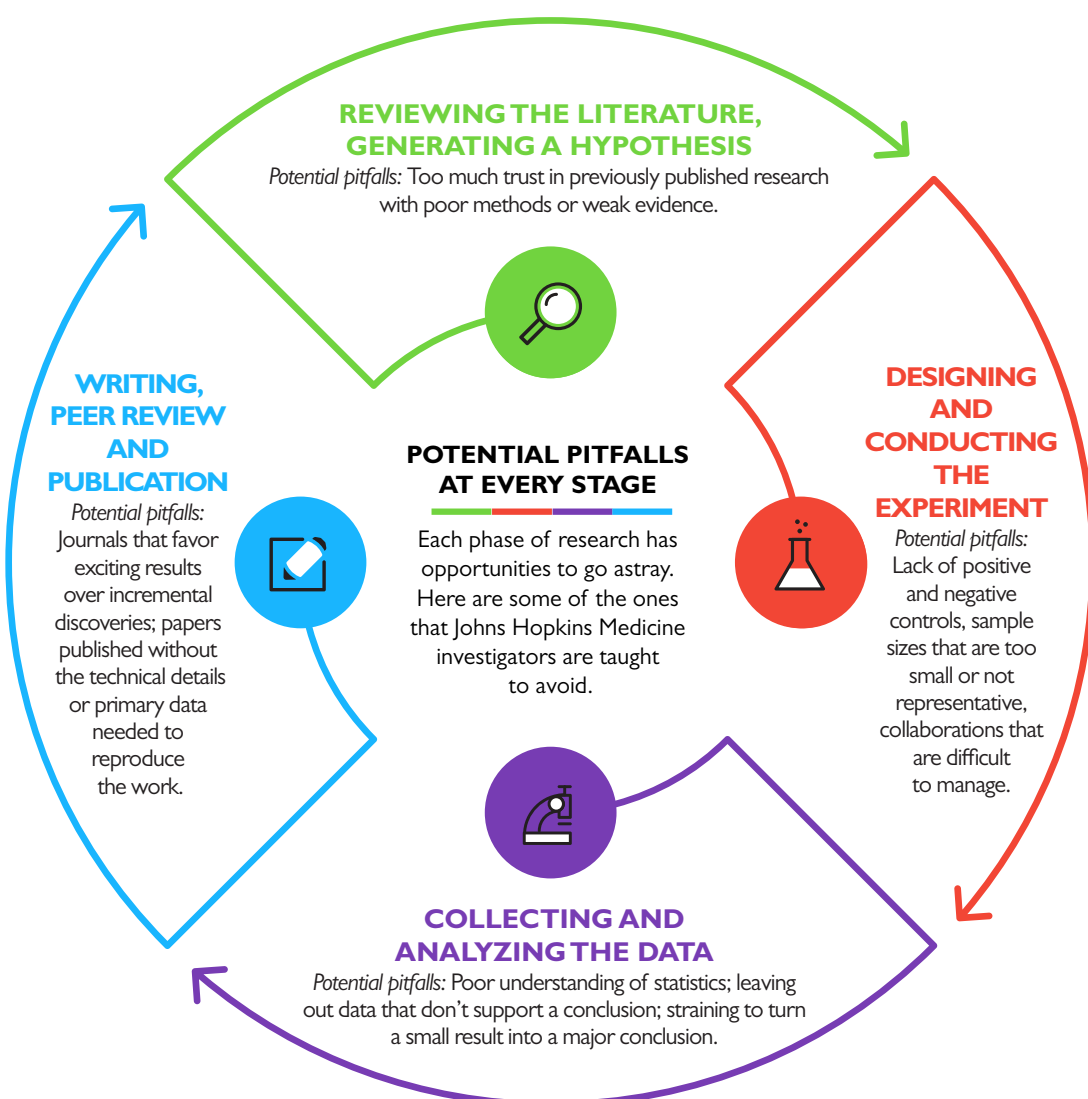 REVIEWING THE LITERATURE,
GENERATING A HYPOTHESIS
Potential pitfalls: Too much trust in previously published research
with poor methods or weak evidence.
DESIGNING
AND
CONDUCTING
THE
EXPERIMENT
Potential pitfalls:
Lack of positive
and negative
controls, sample
sizes that are too
small or not
representative,
collaborations that
are difficult
to manage.
COLLECTING AND
ANALYZING THE DATA
Potential pitfalls: Poor understanding of statistics; leaving
out data that don’t support a conclusion; straining to turn
a small result into a major conclusion.
WRITING,
PEER REVIEW
AND
PUBLICATION
Potential pitfalls:
Journals that favor
exciting results
over incremental
discoveries; papers
published without
the technical details
or primary data
needed to
reproduce
the work.
POTENTIAL PITFALLS
AT EVERY STAGE
Each phase of research has
opportunities to go astray.
Here are some of the ones
that Johns Hopkins Medicine
investigators are taught
to avoid.